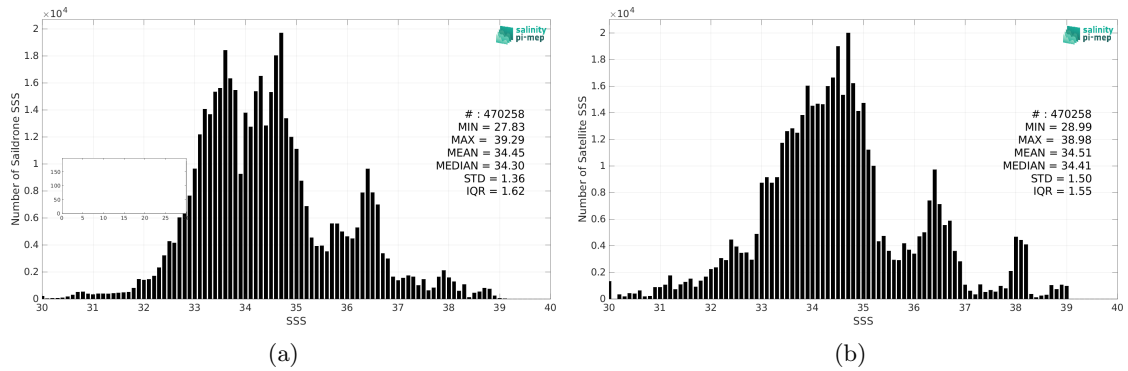 ×10⁴
salinity
pi-mep
Number of Saildrone SSS
2
1.8
1.6
1.4
1.2
1
0.8
0.6
0.4
0.2
0
# : 470258
MIN = 27.83
MAX = 39.29
MEAN = 34.45
MEDIAN = 34.30
STD = 1.36
IQR = 1.62
150
100
50
0
0 5 10 15 20 25
30 31 32 33 34 35 36 37 38 39 40
SSS
(a)
×10⁴
salinity
pi-mep
Number of Satellite SSS
2
1.8
1.6
1.4
1.2
1
0.8
0.6
0.4
0.2
0
# : 470258
MIN = 28.99
MAX = 38.98
MEAN = 34.51
MEDIAN = 34.41
STD = 1.50
IQR = 1.55
30 31 32 33 34 35 36 37 38 39 40
SSS
(b)